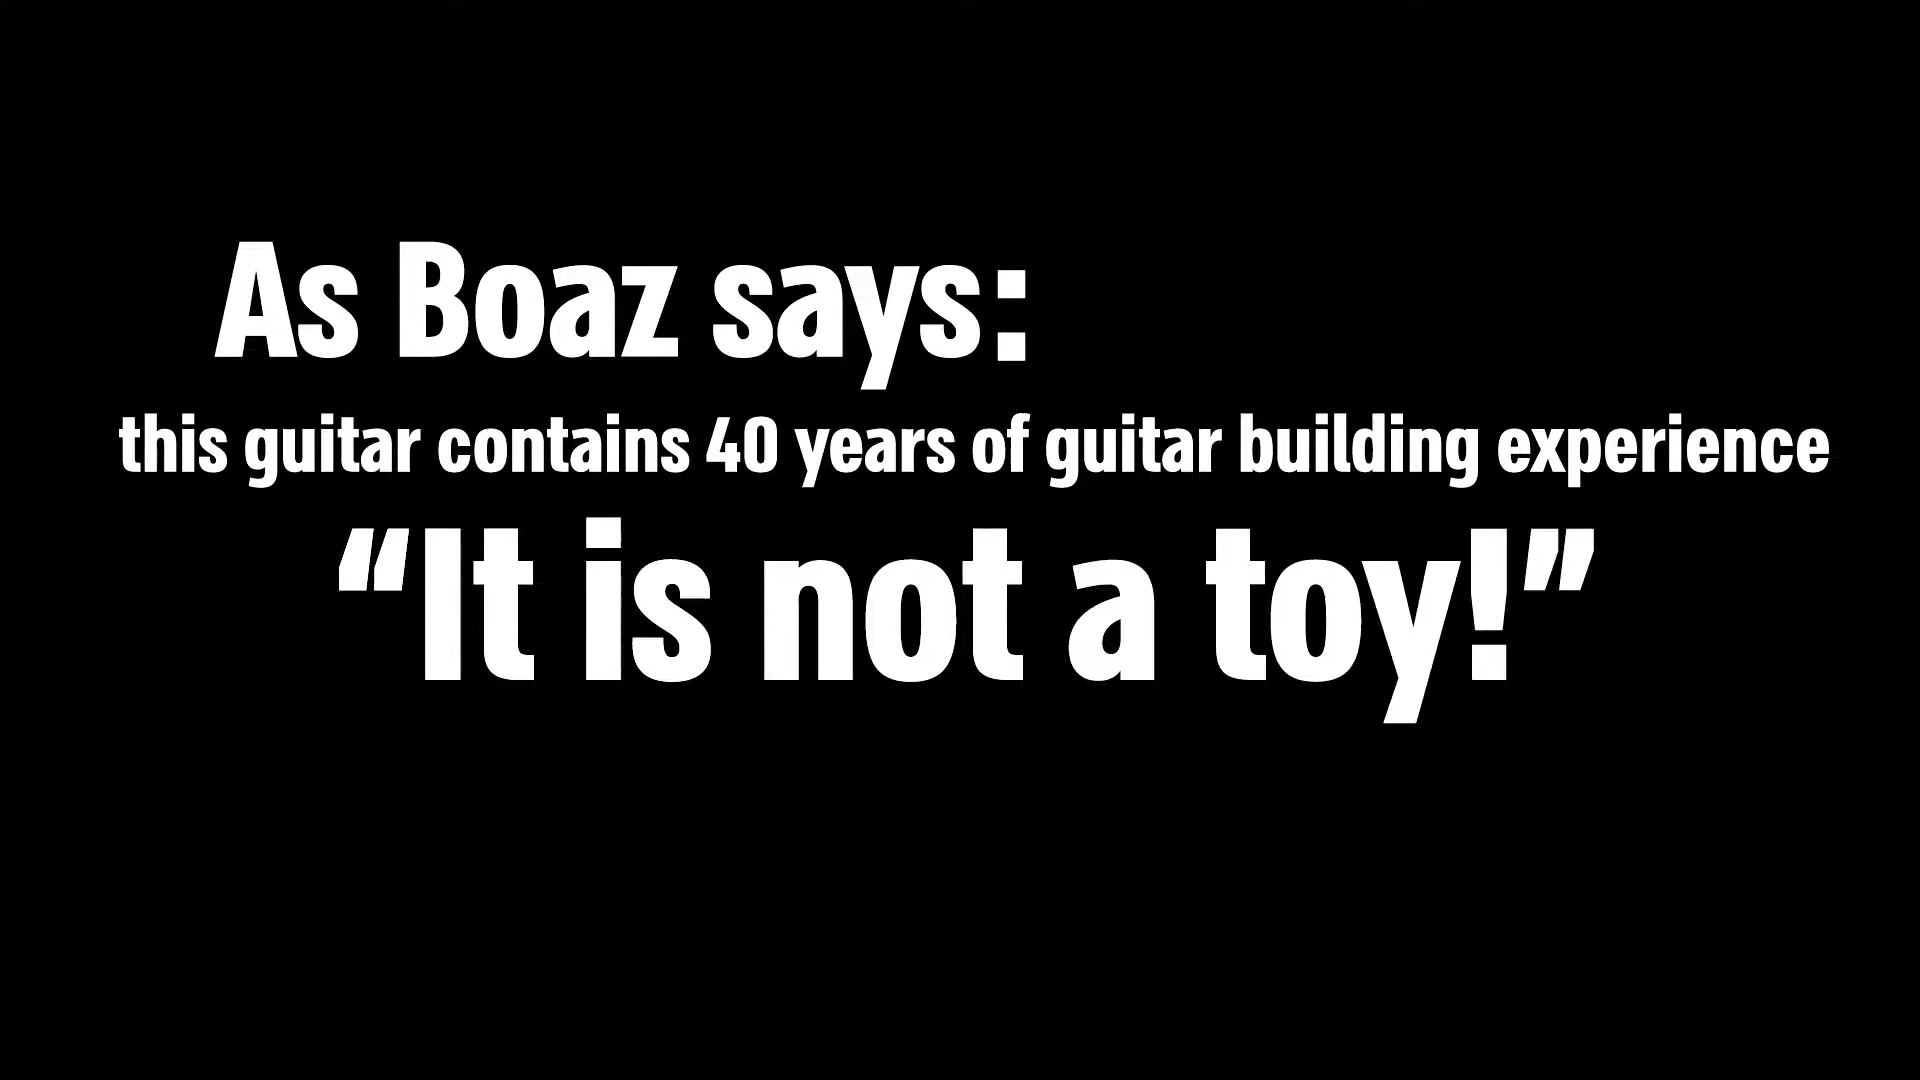 As Boaz says:
this guitar contains 40 years of guitar building experience
“It is not a toy!”